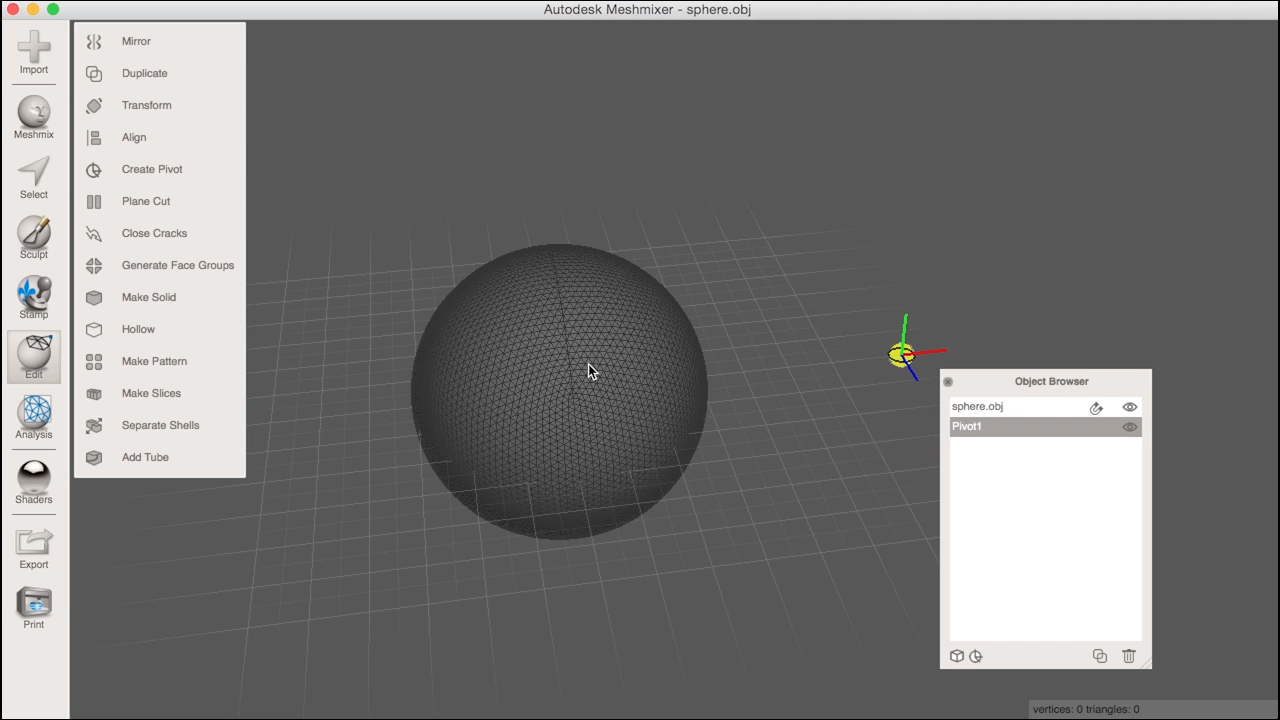 Autodesk Meshmixer - sphere.obj
Import
Meshmix
Select
Sculpt
Stamp
Edit
Analysis
Shaders
Export
Print
Mirror
Duplicate
Transform
Align
Create Pivot
Plane Cut
Close Cracks
Generate Face Groups
Make Solid
Hollow
Make Pattern
Make Slices
Separate Shells
Add Tube
Object Browser
sphere.obj
Pivot1
vertices: 0 triangles: 0